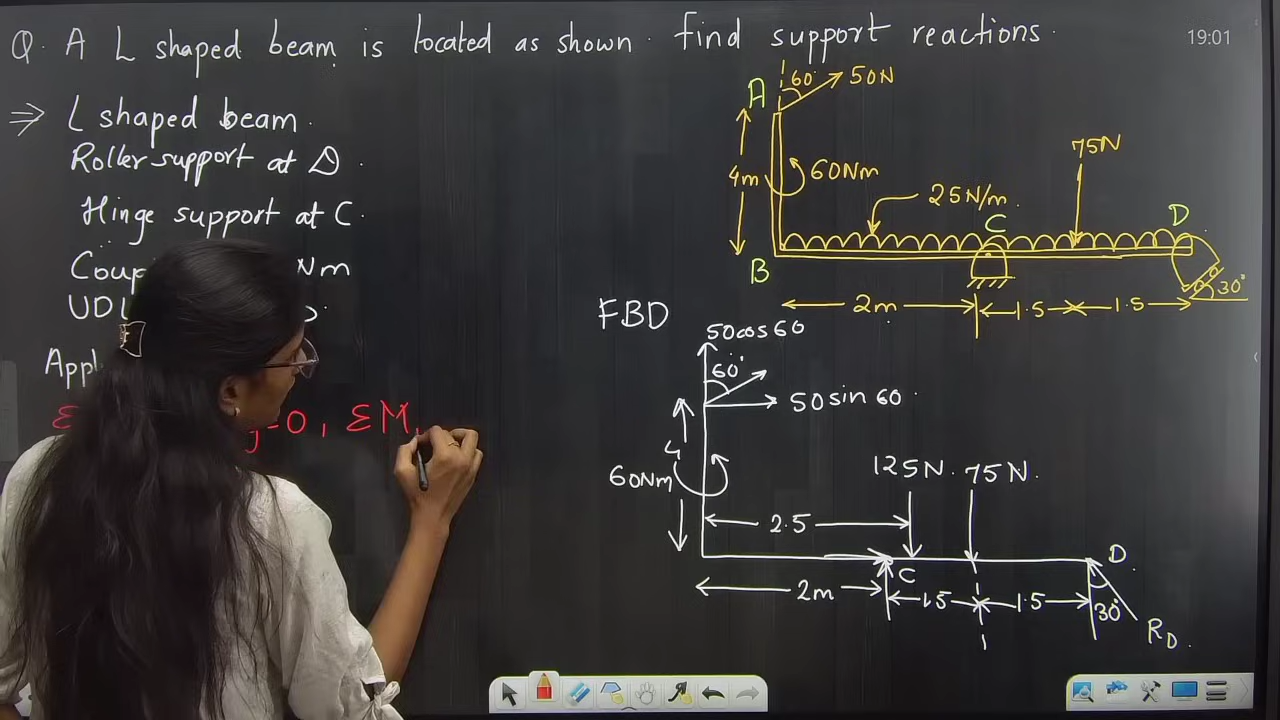 Q. A L shaped beam is located as shown. find support reactions.
19:01
⇒ L shaped beam.
Roller support at D.
Hinge support at C.
Nm
UDL
Σ
y=0, ΣM
A
60°
50N
4m
60Nm
25N/m.
75N
C
D
B
30°
2m
1.5
1.5
FBD
50cos60
60°
50sin60
4
60Nm
125N. 75N.
2.5
C
D
2m
1.5
1.5
30°
R_D.